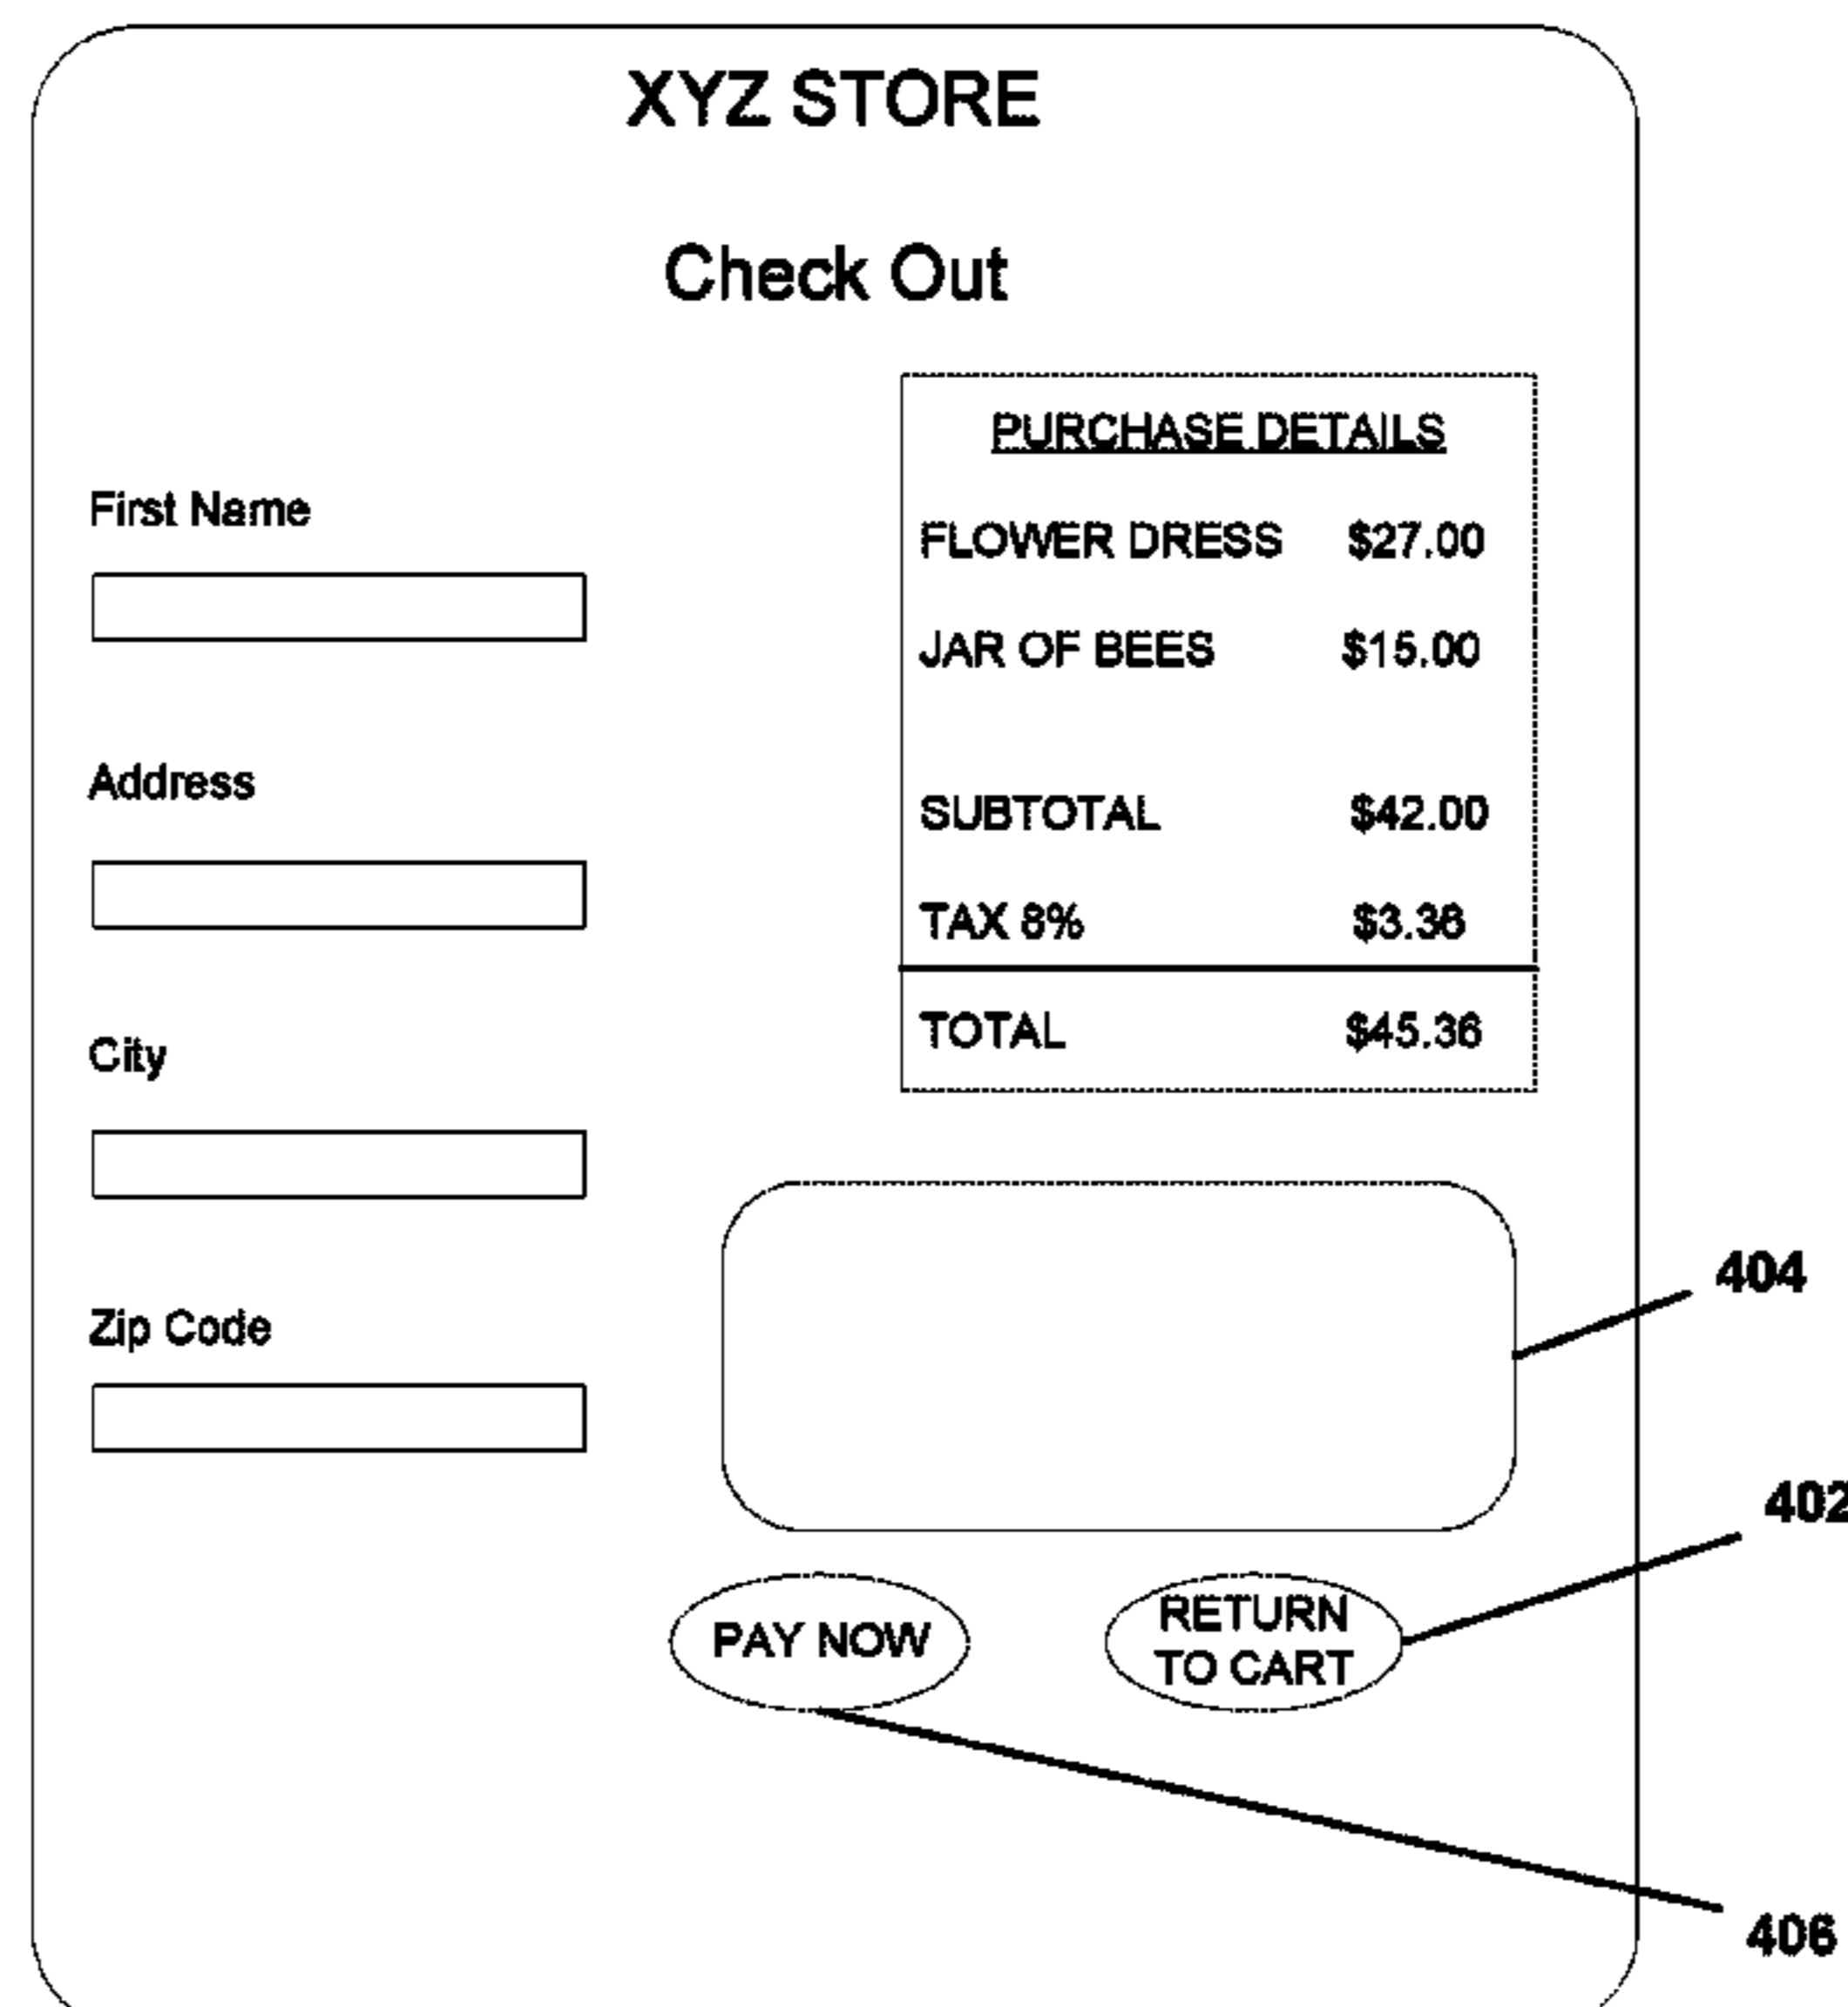 XYZ STORE
Check Out
First Name
Address
City
Zip Code
PURCHASE DETAILS
FLOWER DRESS $27.00
JAR OF BEES $15.00
SUBTOTAL $42.00
TAX 8% $3.36
TOTAL $45.36
PAY NOW
RETURN
TO CART
404
402
406